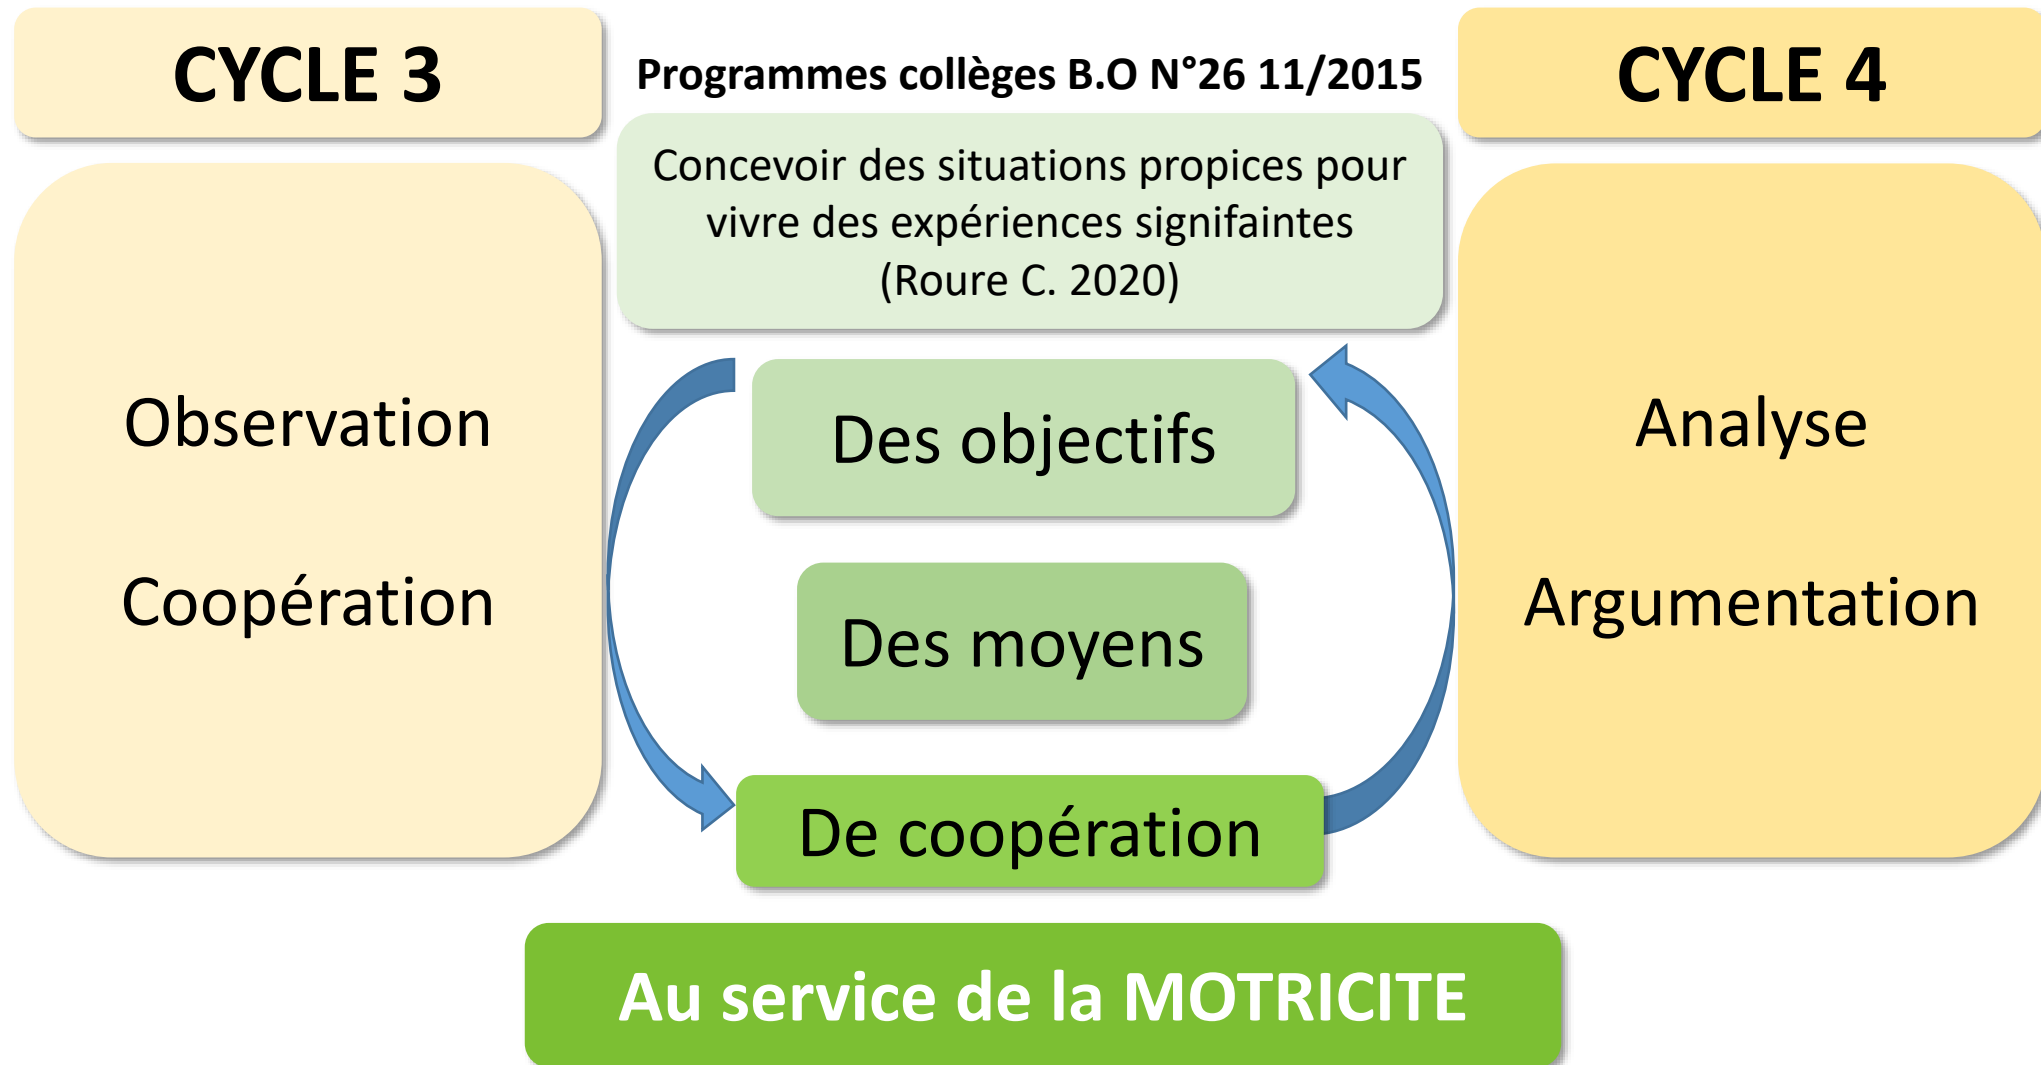 CYCLE 3
Programmes collèges B.O N°26 11/2015
CYCLE 4
Concevoir des situations propices pour
vivre des expériences signifaintes
(Roure C. 2020)
Observation
Coopération
Des objectifs
Des moyens
De coopération
Analyse
Argumentation
Au service de la MOTRICITE